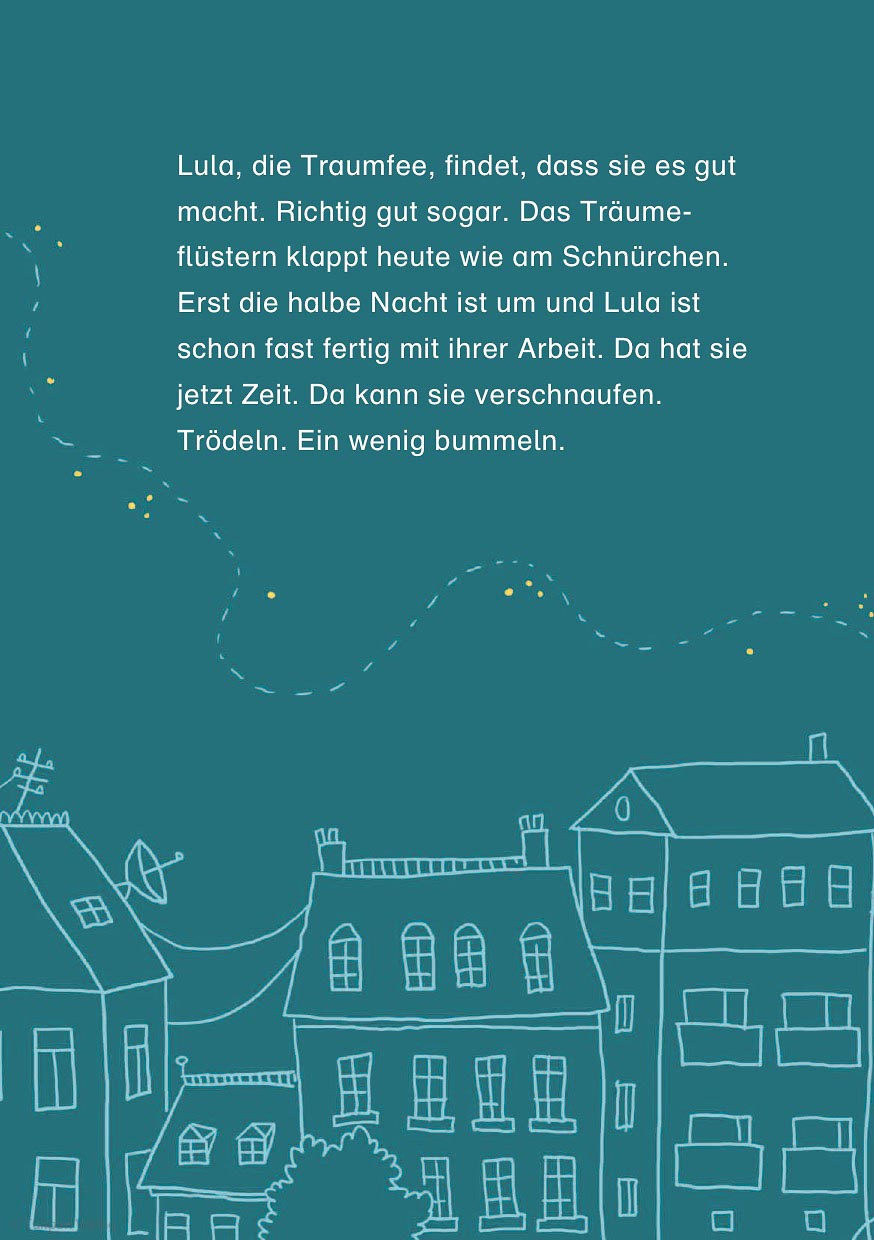 Lula, die Traumfee, findet, dass sie es gut
macht. Richtig gut sogar. Das Träume-
flüstern klappt heute wie am Schnürchen.
Erst die halbe Nacht ist um und Lula ist
schon fast fertig mit ihrer Arbeit. Da hat sie
jetzt Zeit. Da kann sie verschnaufen.
Trödeln. Ein wenig bummeln.